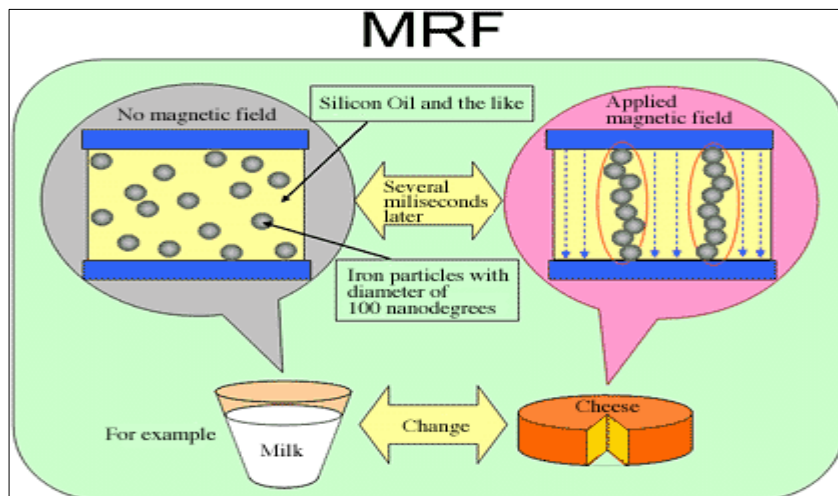 MRF
No magnetic field
Silicon Oil and the like
Applied
magnetic field
Several
miliseconds
later
Iron particles with
diameter of
100 nanodegrees
For example
Milk
Change
Cheese